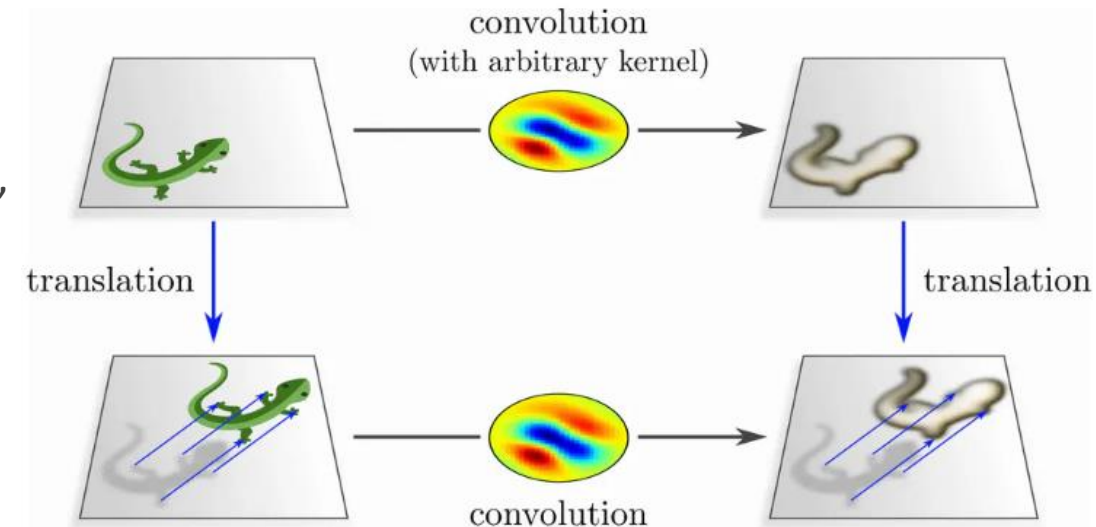 convolution
(with arbitrary kernel)
,
translation
translation
convolution